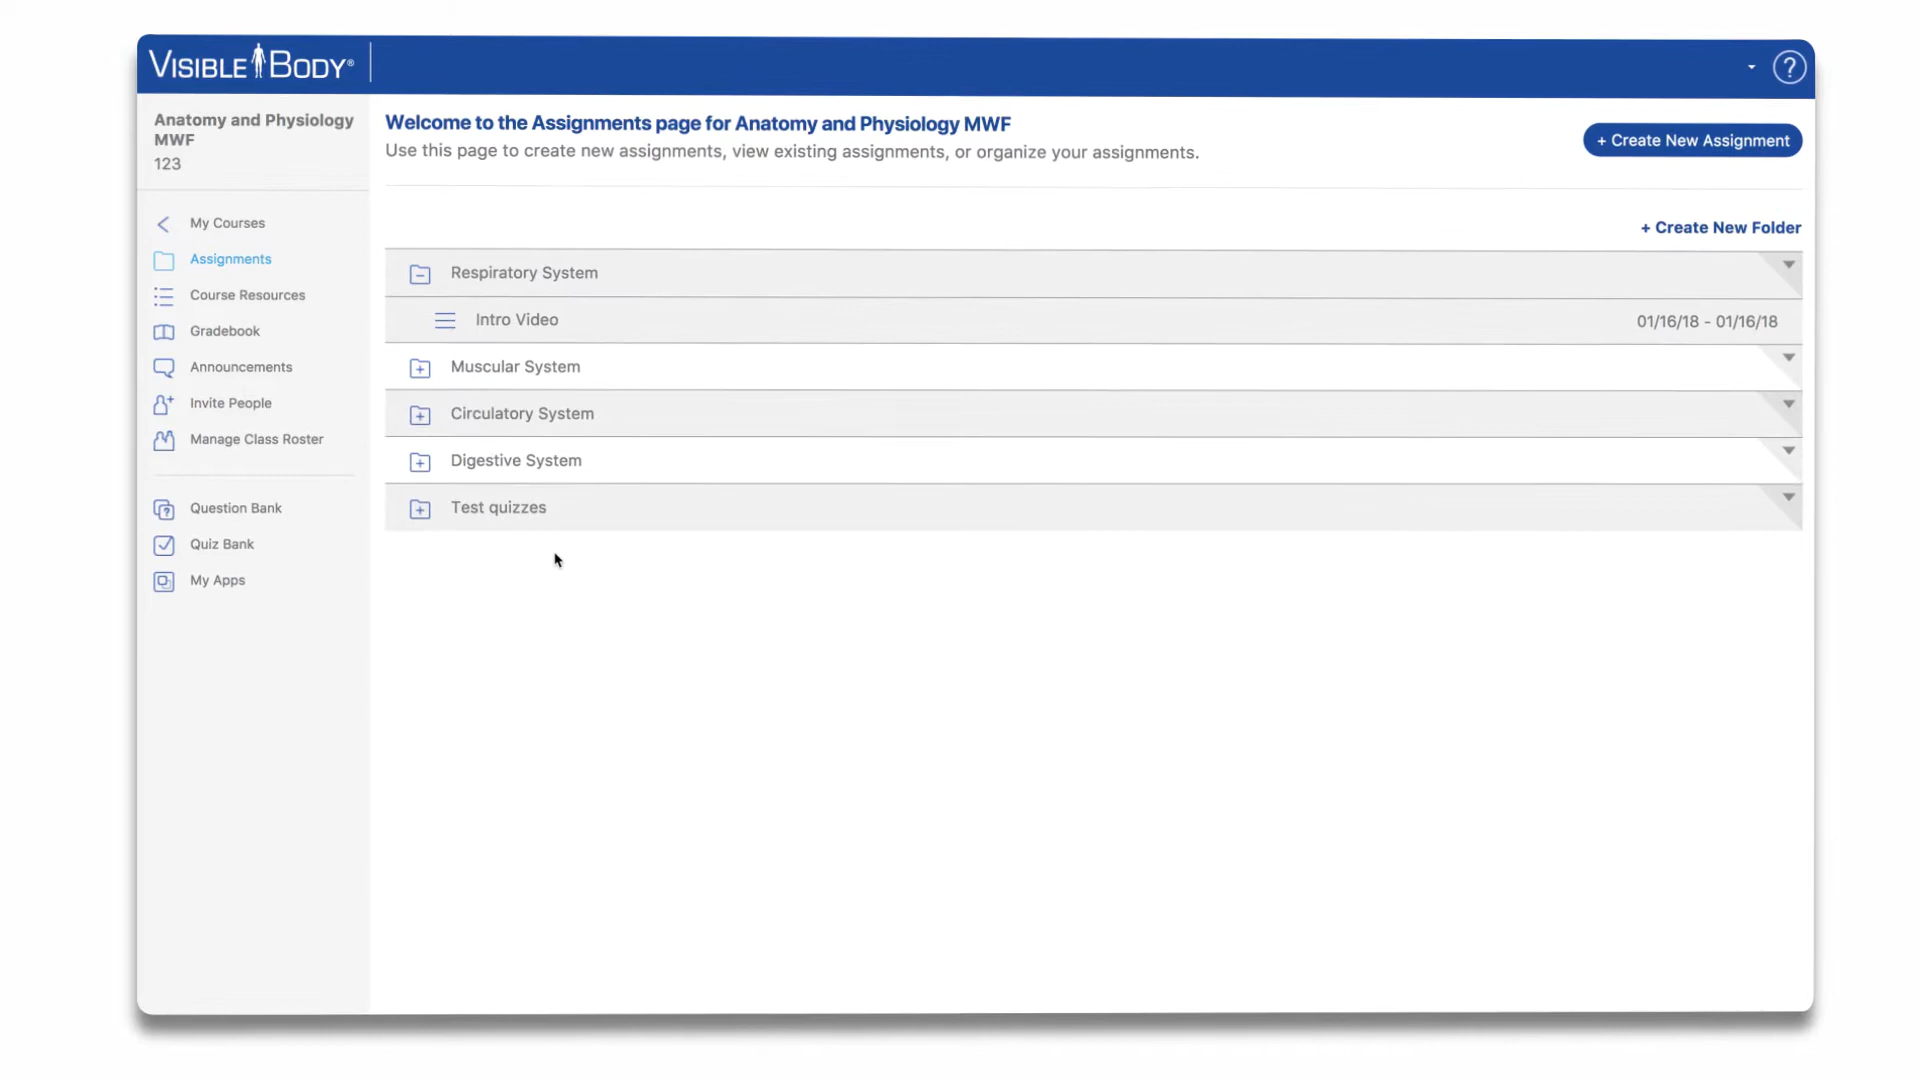 VISIBLE BODY®
?
Anatomy and Physiology
MWF
123
My Courses
Assignments
Course Resources
Gradebook
Announcements
Invite People
Manage Class Roster
Question Bank
Quiz Bank
My Apps
Welcome to the Assignments page for Anatomy and Physiology MWF
Use this page to create new assignments, view existing assignments, or organize your assignments.
+ Create New Assignment
+ Create New Folder
Respiratory System
Intro Video 01/16/18 - 01/16/18
Muscular System
Circulatory System
Digestive System
Test quizzes